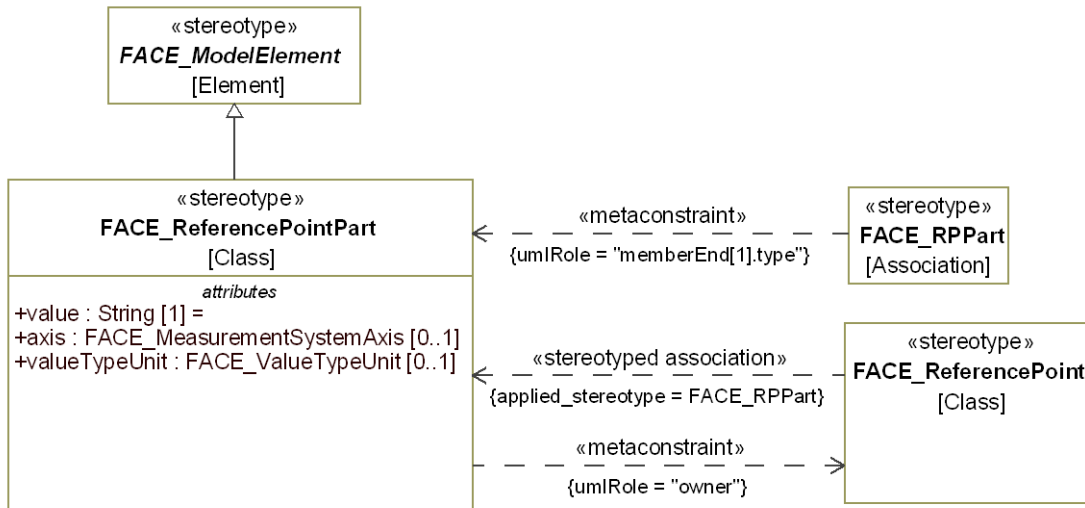 «stereotype»
FACE_ModelElement
[Element]
«stereotype»
FACE_ReferencePointPart
[Class]
attributes
+value : String [1] =
+axis : FACE_MeasurementSystemAxis [0..1]
+valueTypeUnit : FACE_ValueTypeUnit [0..1]
«metaconstraint»
{umlRole = "memberEnd[1].type"}
«stereotype»
FACE_RPPart
[Association]
«stereotyped association»
{applied_stereotype = FACE_RPPart}
«stereotype»
FACE_ReferencePoint
[Class]
«metaconstraint»
{umlRole = "owner"}